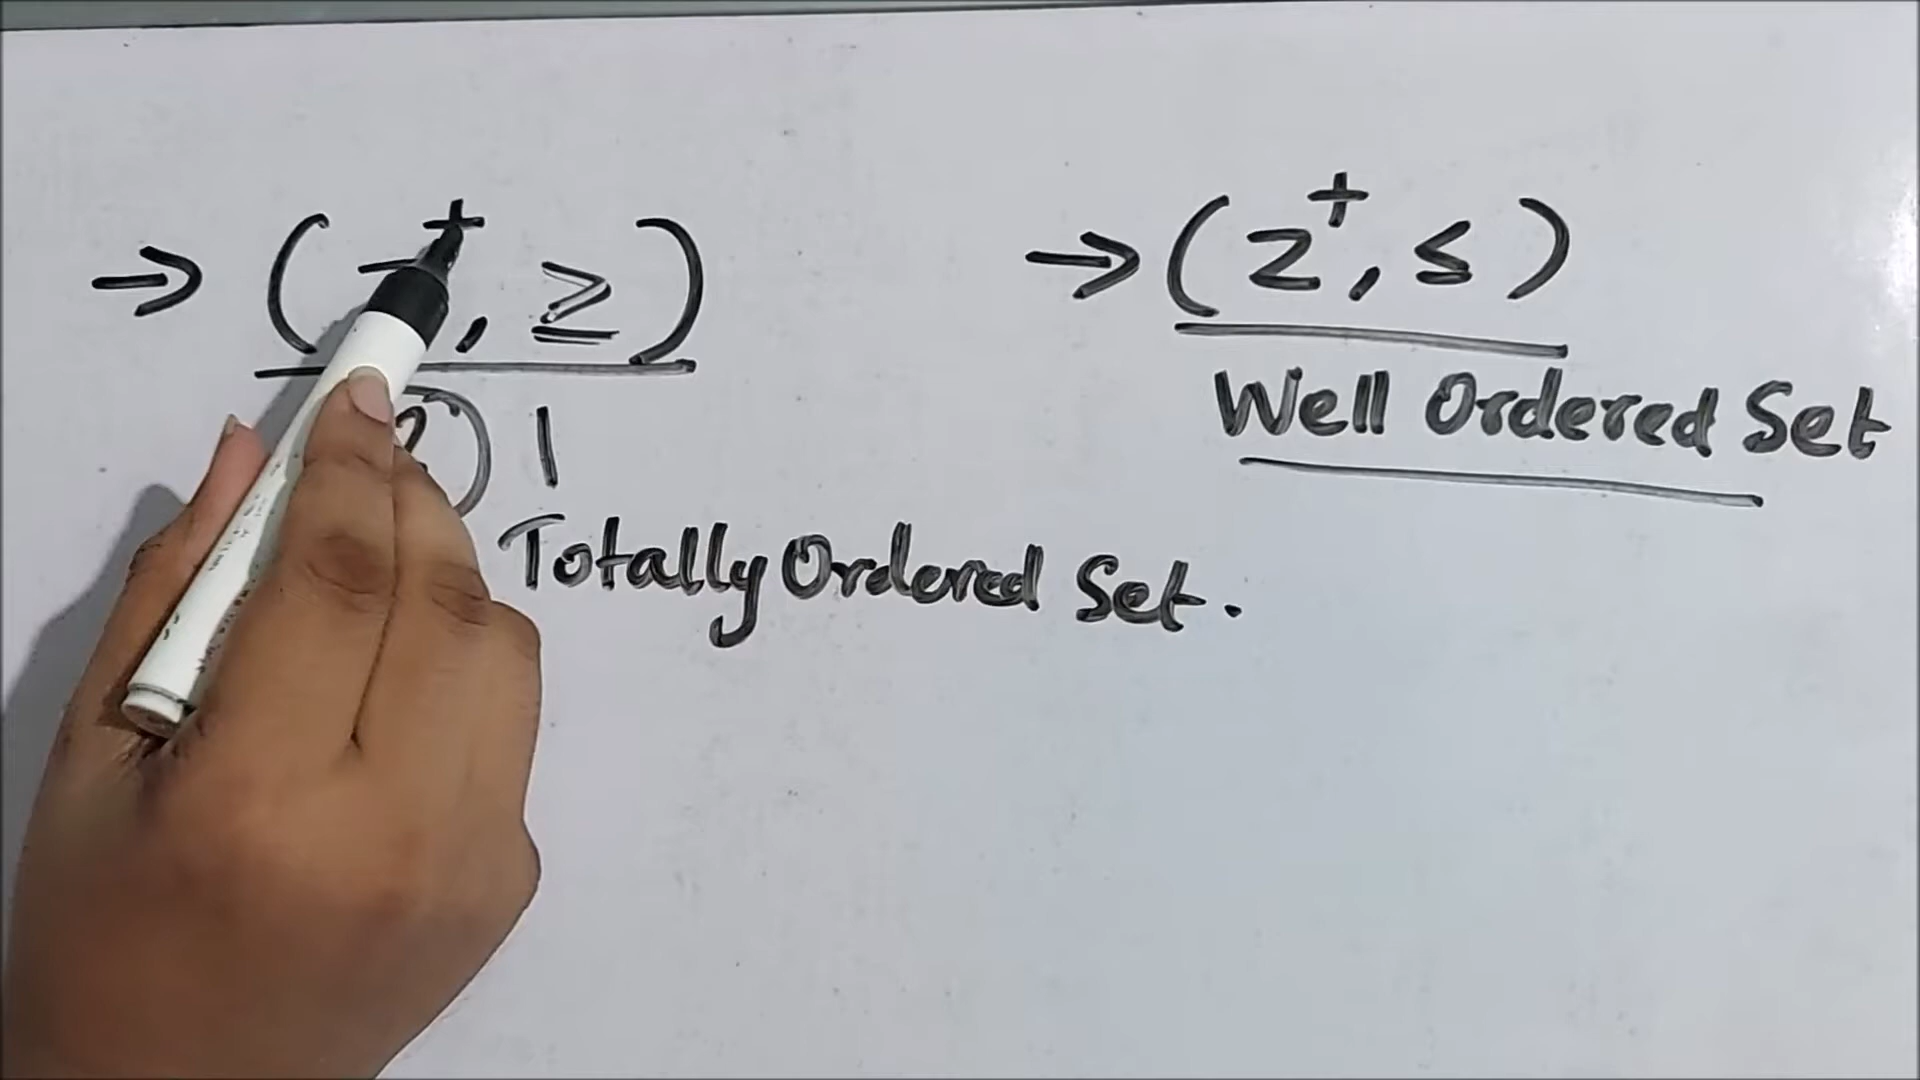 → ( +, ≥ )
→ ( Z+, ≤ )
1
Well Ordered Set
Totally Ordered Set.